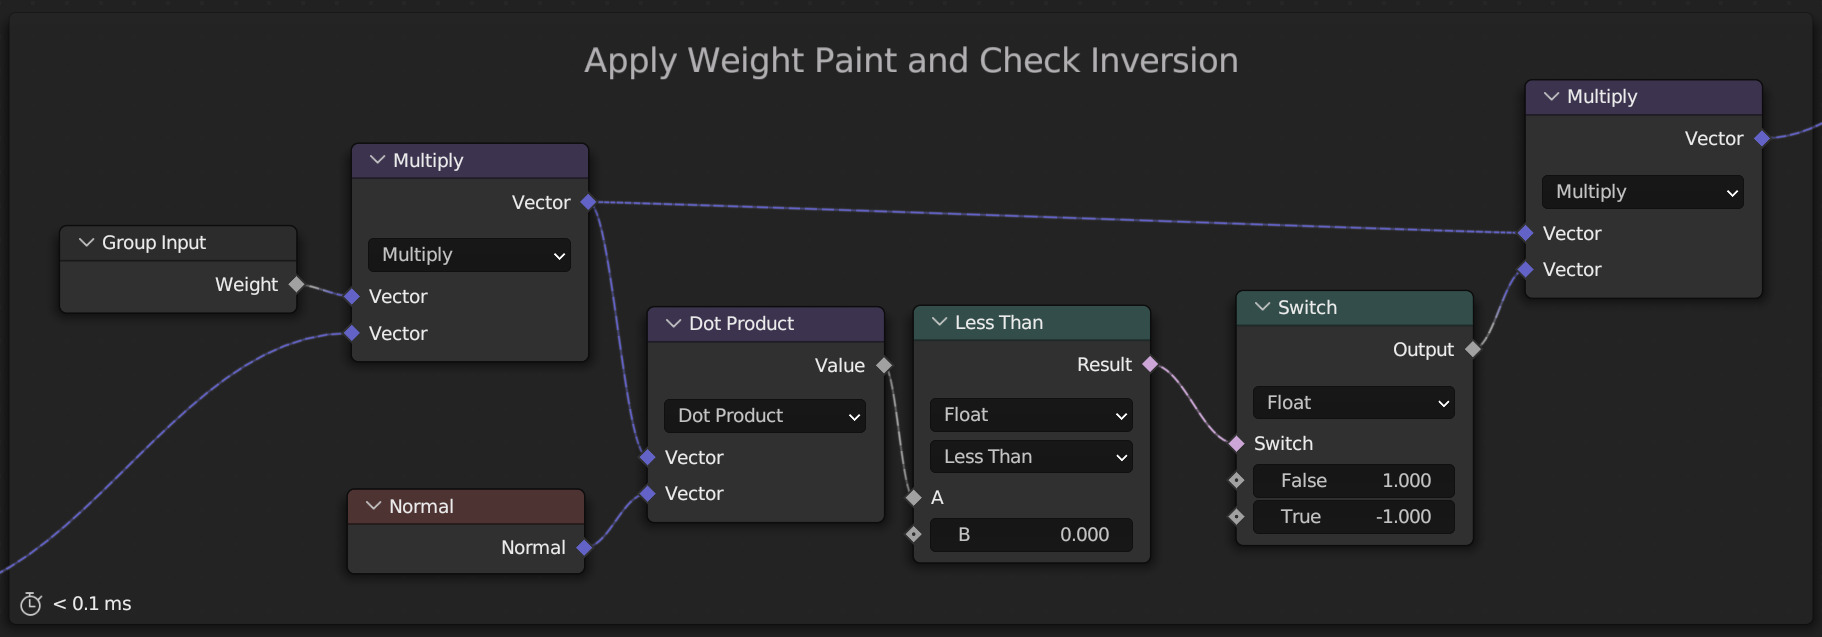 Apply Weight Paint and Check Inversion
Group Input
Weight
Multiply
Vector
Multiply
Vector
Vector
Normal
Normal
Dot Product
Value
Dot Product
Vector
Vector
Less Than
Result
Float
Less Than
A
B 0.000
Switch
Output
Float
Switch
False 1.000
True -1.000
Multiply
Vector
Multiply
Vector
Vector
< 0.1 ms